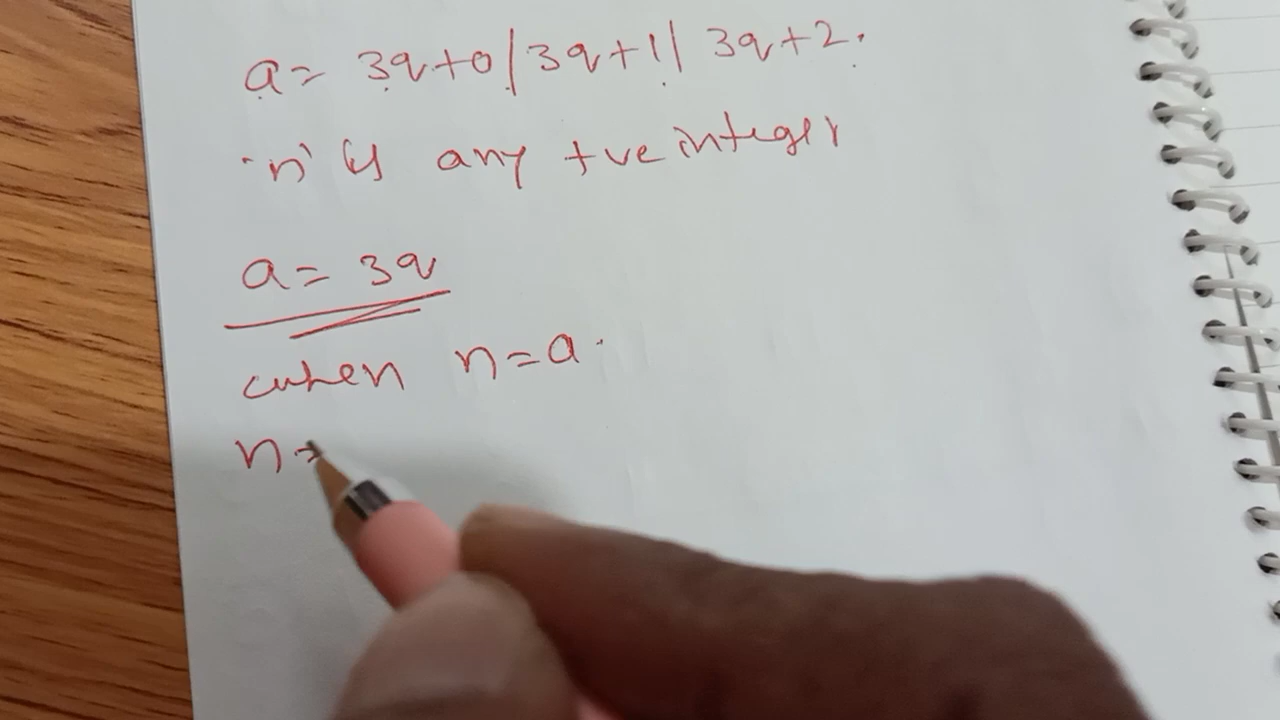 a = 3q+0 | 3q+1 | 3q+2.
'n' is any +ve integer
a = 3q
when n=a.
n=